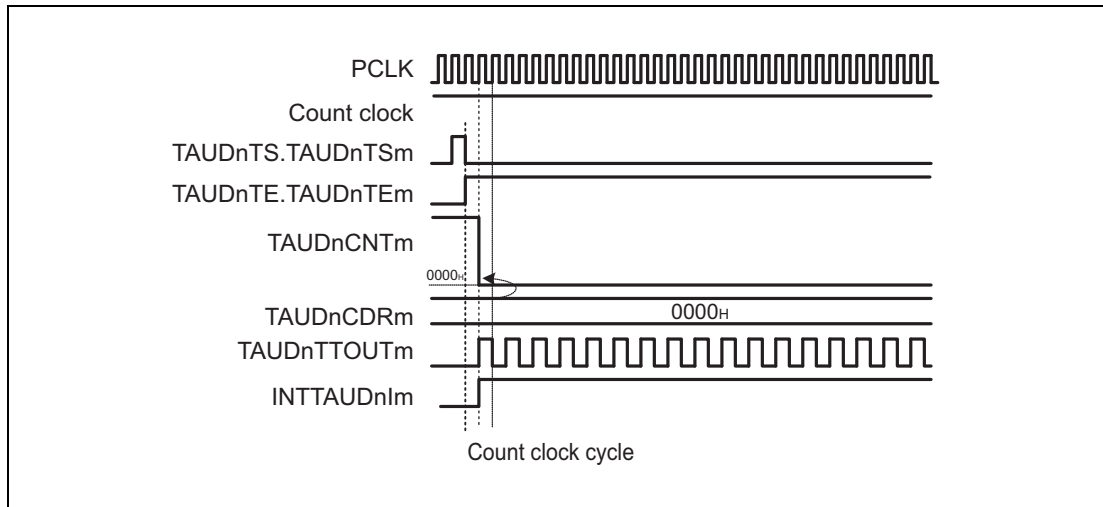 PCLK
Count clock
TAUDnTS.TAUDnTSm
TAUDnTE.TAUDnTEm
TAUDnCNTm
0000H
TAUDnCDRm
0000H
TAUDnTTOUTm
INTTAUDnIm
Count clock cycle